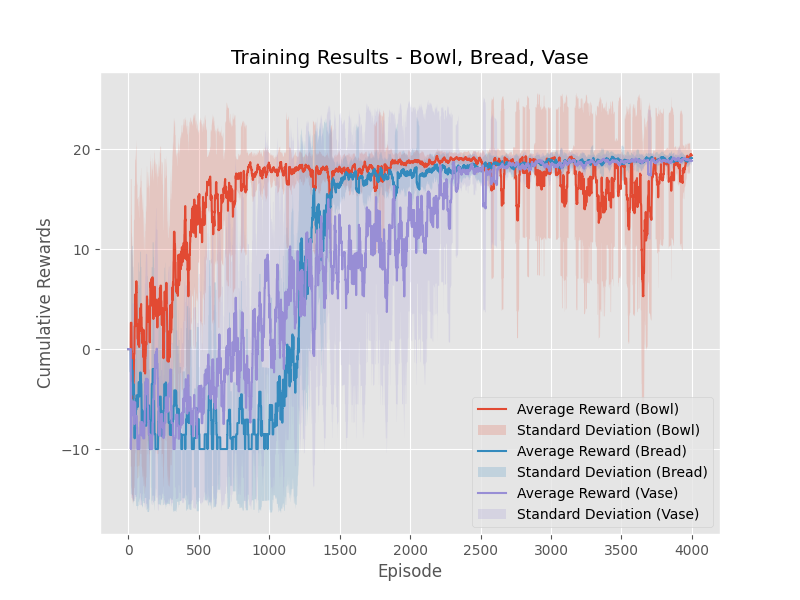 Training Results - Bowl, Bread, Vase
Cumulative Rewards
20
10
0
−10
0 500 1000 1500 2000 2500 3000 3500 4000
Episode
Average Reward (Bowl)
Standard Deviation (Bowl)
Average Reward (Bread)
Standard Deviation (Bread)
Average Reward (Vase)
Standard Deviation (Vase)